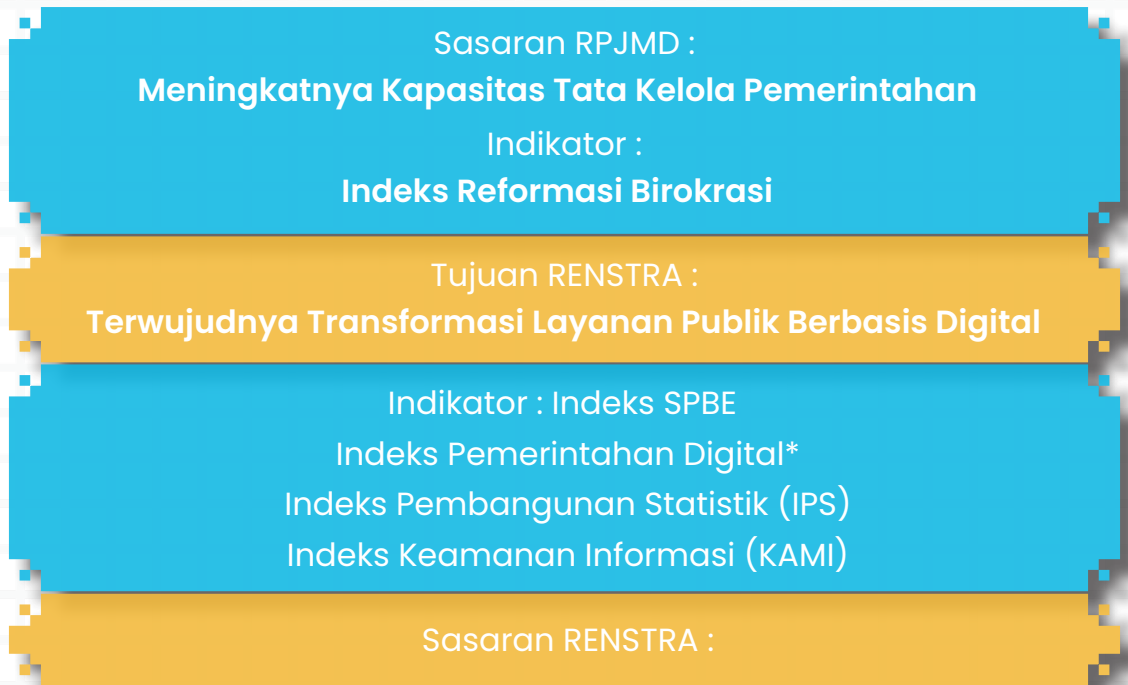 Sasaran RPJMD :
Meningkatnya Kapasitas Tata Kelola Pemerintahan
Indikator :
Indeks Reformasi Birokrasi
Tujuan RENSTRA :
Terwujudnya Transformasi Layanan Publik Berbasis Digital
Indikator : Indeks SPBE
Indeks Pemerintahan Digital*
Indeks Pembangunan Statistik (IPS)
Indeks Keamanan Informasi (KAMI)
Sasaran RENSTRA :